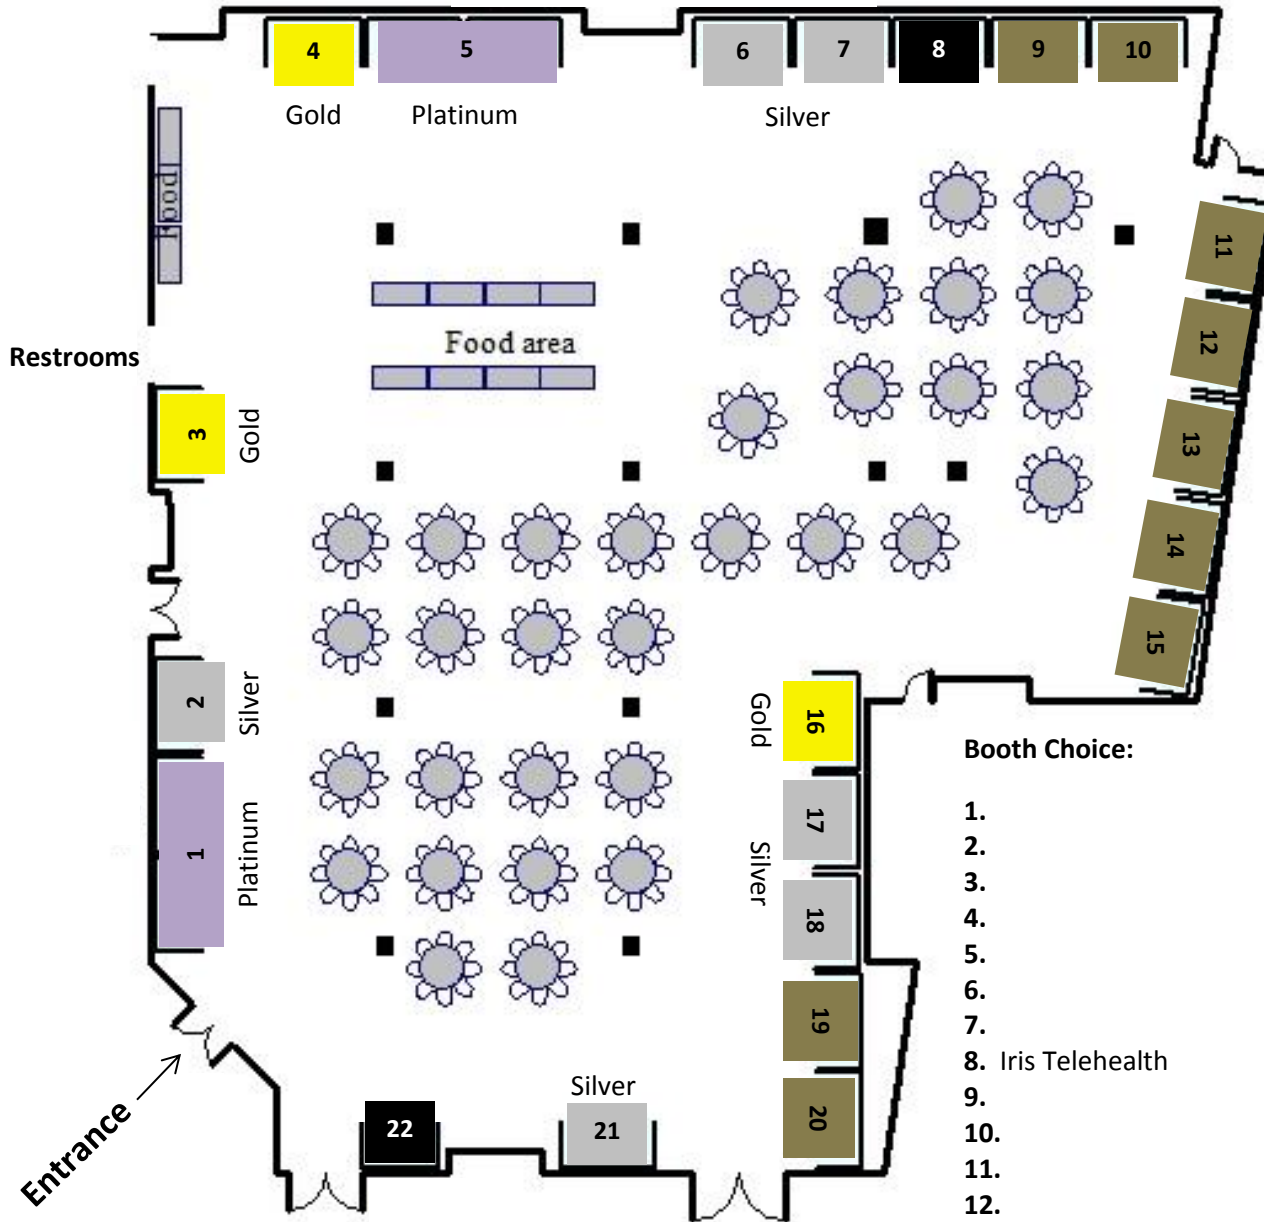 4
5
6
7
8
9
10
Gold
Platinum
Silver
Food
11
12
13
14
15
Food area
Restrooms
3
Gold
2
Silver
1
Platinum
16
Gold
17
18
Silver
19
20
Booth Choice:
1.
2.
3.
4.
5.
6.
7.
8. Iris Telehealth
9.
10.
11.
12.
Silver
22
21
Entrance